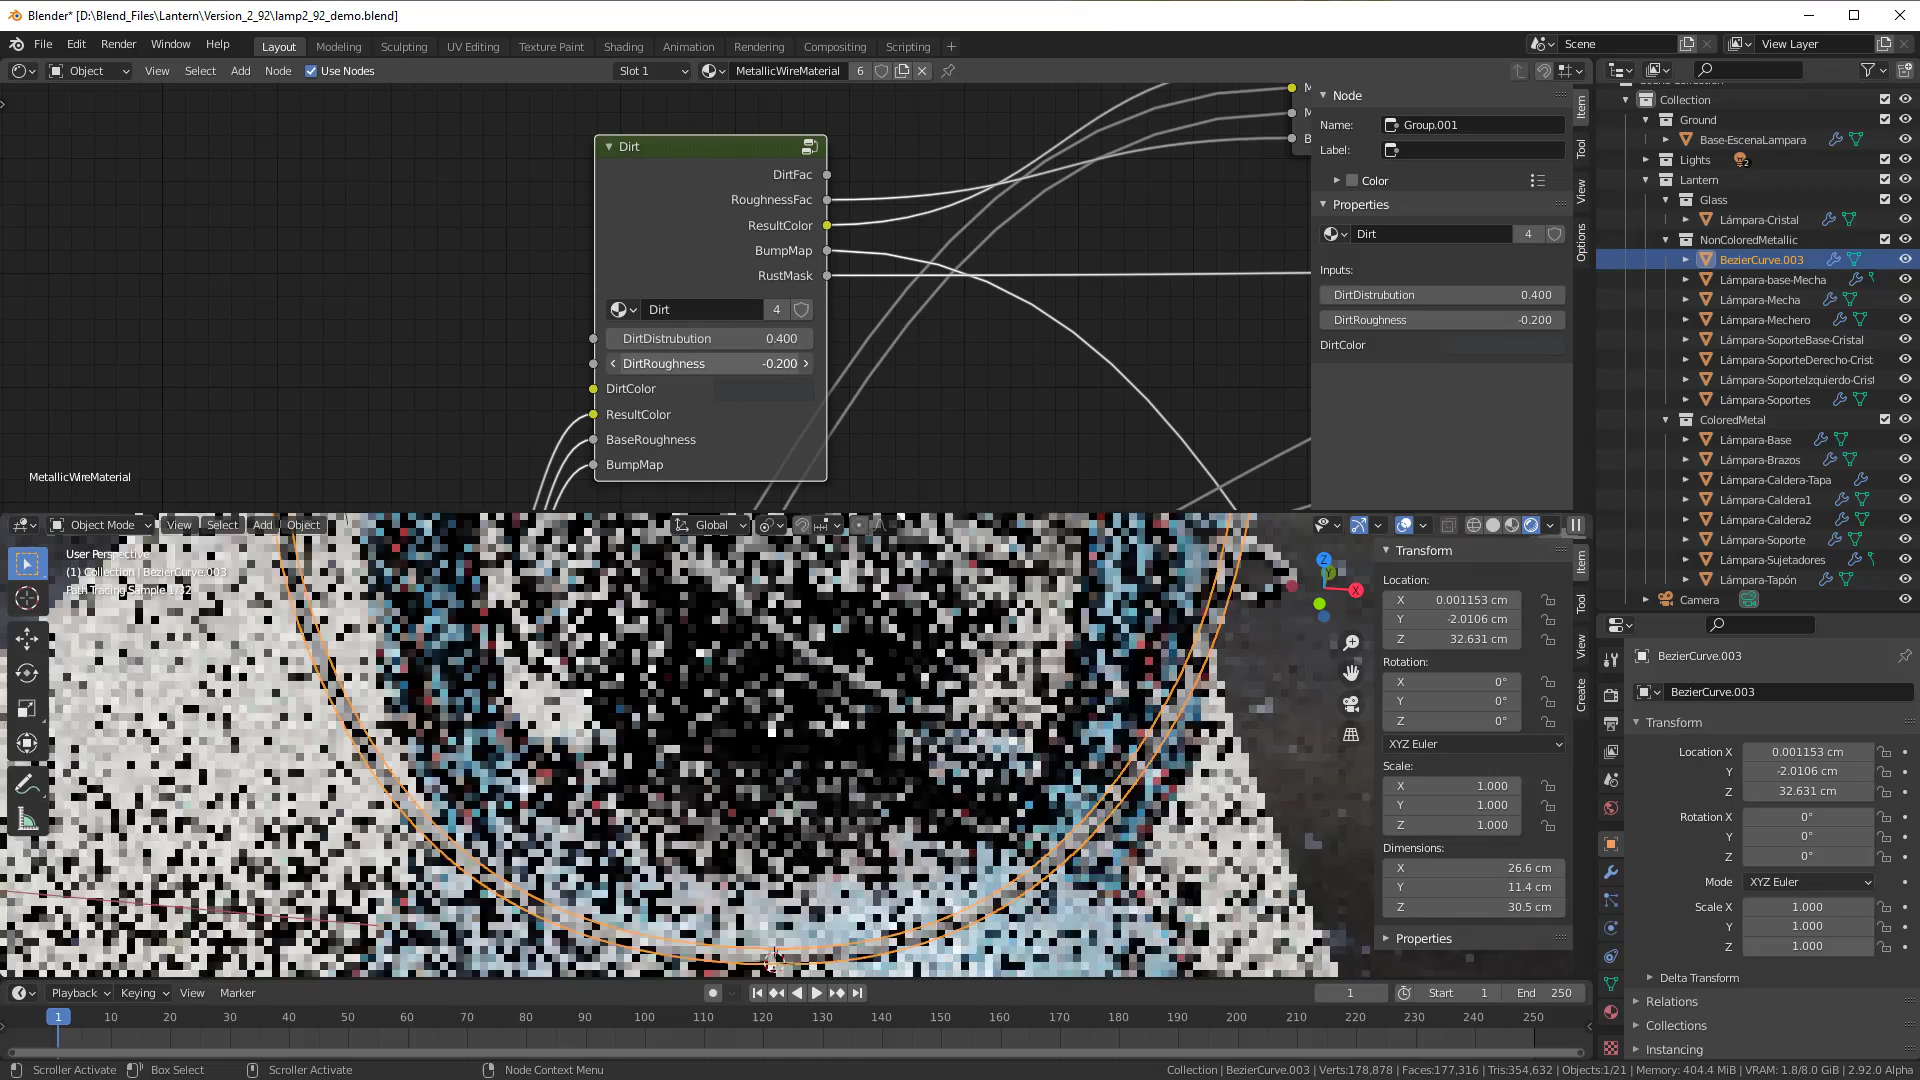 Blender* [D:\Blend_Files\Lantern\Version_2_92\lamp2_92_demo.blend]
File Edit Render Window Help Layout Modeling Sculpting UV Editing Texture Paint Shading Animation Rendering Compositing Scripting + Scene View Layer
Object View Select Add Node Use Nodes Slot 1 MetallicWireMaterial 6
Dirt
DirtFac
RoughnessFac
ResultColor
BumpMap
RustMask
Dirt 4
DirtDistrubution 0.400
DirtRoughness -0.200
DirtColor
ResultColor
BaseRoughness
BumpMap
MetallicWireMaterial
M
M
B
Node
Name: Group.001
Label:
Color
Properties
Dirt 4
Inputs:
DirtDistrubution 0.400
DirtRoughness -0.200
DirtColor
Item
Tool
View
Options
Collection
Ground
Base-EscenaLampara
Lights 2
Lantern
Glass
Lámpara-Cristal
NonColoredMetallic
BezierCurve.003
Lámpara-base-Mecha
Lámpara-Mecha
Lámpara-Mechero
Lámpara-SoporteBase-Cristal
Lámpara-SoporteDerecho-Crist
Lámpara-SoporteIzquierdo-Crist
Lámpara-Soportes
ColoredMetal
Lámpara-Base
Lámpara-Brazos
Lámpara-Caldera-Tapa
Lámpara-Caldera1
Lámpara-Caldera2
Lámpara-Soporte
Lámpara-Sujetadores
Lámpara-Tapón
Camera
Object Mode View Select Add Object Global
User Perspective
(1) Collection | BezierCurve.003
Path Tracing Sample 1/32
Z
Y
X
Transform
Location:
X 0.001153 cm
Y -2.0106 cm
Z 32.631 cm
Rotation:
X 0°
Y 0°
Z 0°
XYZ Euler
Scale:
X 1.000
Y 1.000
Z 1.000
Dimensions:
X 26.6 cm
Y 11.4 cm
Z 30.5 cm
Properties
Item
Tool
View
Create
BezierCurve.003
BezierCurve.003
Transform
Location X 0.001153 cm
Y -2.0106 cm
Z 32.631 cm
Rotation X 0°
Y 0°
Z 0°
Mode XYZ Euler
Scale X 1.000
Y 1.000
Z 1.000
Delta Transform
Relations
Collections
Instancing
Playback Keying View Marker 1 Start 1 End 250
1 10 20 30 40 50 60 70 80 90 100 110 120 130 140 150 160 170 180 190 200 210 220 230 240 250
Scroller Activate Box Select Scroller Activate Node Context Menu Collection | BezierCurve.003 | Verts:178,878 | Faces:177,316 | Tris:354,632 | Objects:1/21 | Memory: 404.4 MiB | VRAM: 1.8/8.0 GiB | 2.92.0 Alpha